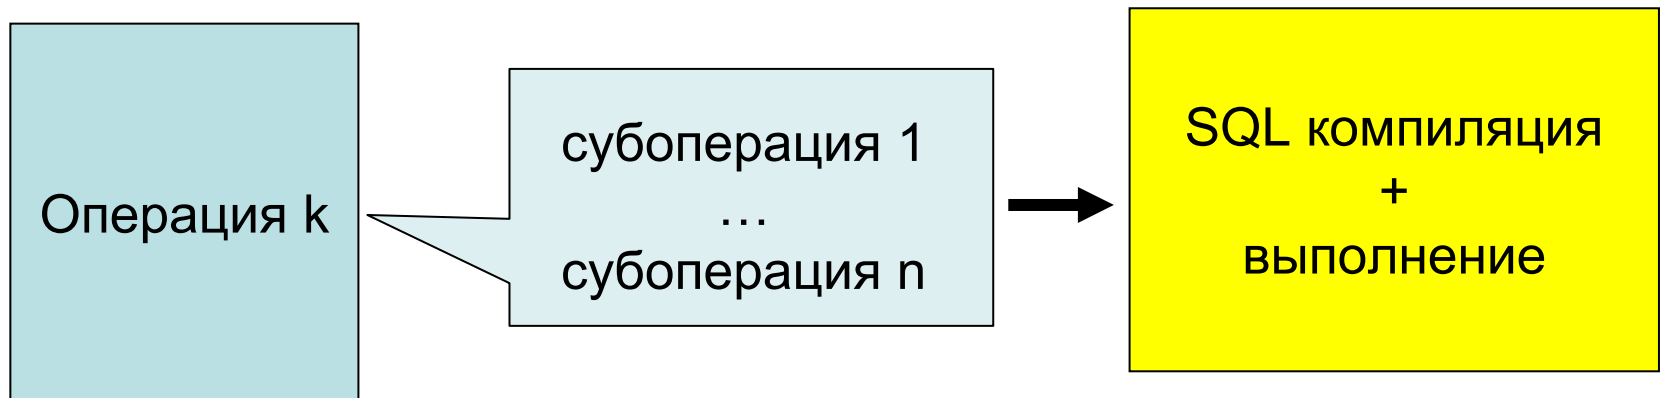 Операция k
субоперация 1
…
субоперация n
SQL компиляция
+
выполнение